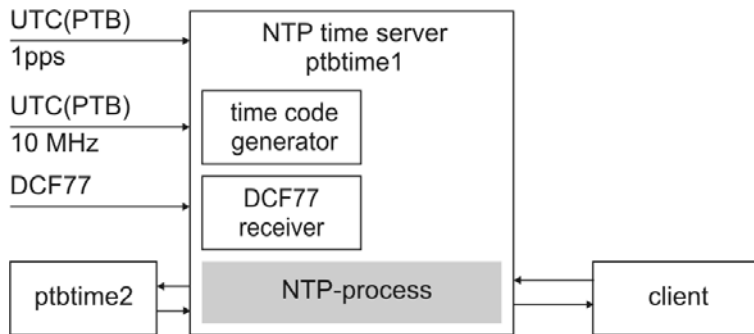 UTC(PTB)
1pps
NTP time server
ptbtime1
UTC(PTB)
10 MHz
time code
generator
DCF77
DCF77
receiver
ptbtime2
NTP-process
client